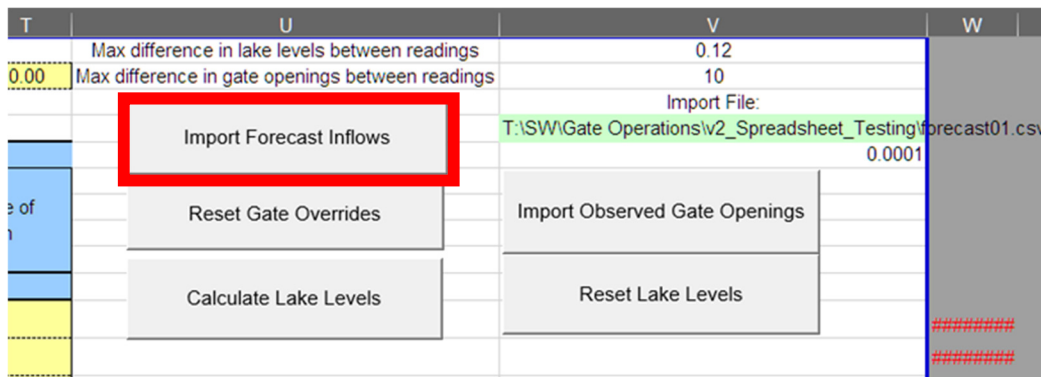 T U V W
Max difference in lake levels between readings 0.12
0.00 Max difference in gate openings between readings 10
Import File:
Import Forecast Inflows
T:\SW\Gate Operations\v2_Spreadsheet_Testing\forecast01.csv
0.0001
e of
Reset Gate Overrides
Import Observed Gate Openings
Calculate Lake Levels
Reset Lake Levels
########
########